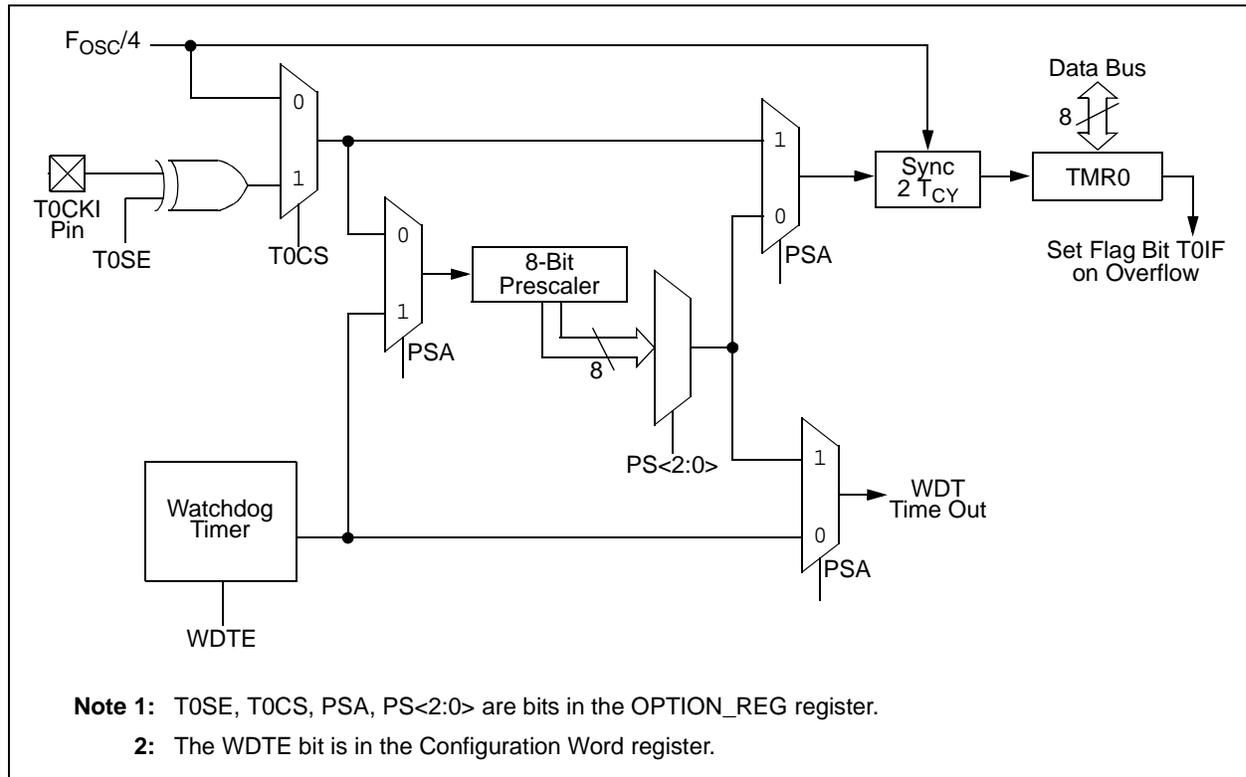 FOSC/4
Data Bus
8
0
1
1
0
T0CKI
Pin
T0SE
T0CS
Sync
2 TCY
TMR0
PSA
Set Flag Bit T0IF
on Overflow
0
1
PSA
8-Bit
Prescaler
8
PS<2:0>
1
0
PSA
WDT
Time Out
Watchdog
Timer
WDTE
Note 1: T0SE, T0CS, PSA, PS<2:0> are bits in the OPTION_REG register.
2: The WDTE bit is in the Configuration Word register.